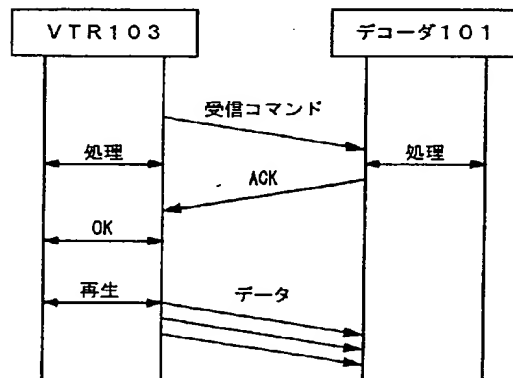 VTR103
デコーダ101
受信コマンド
処理
処理
ACK
OK
再生
データ